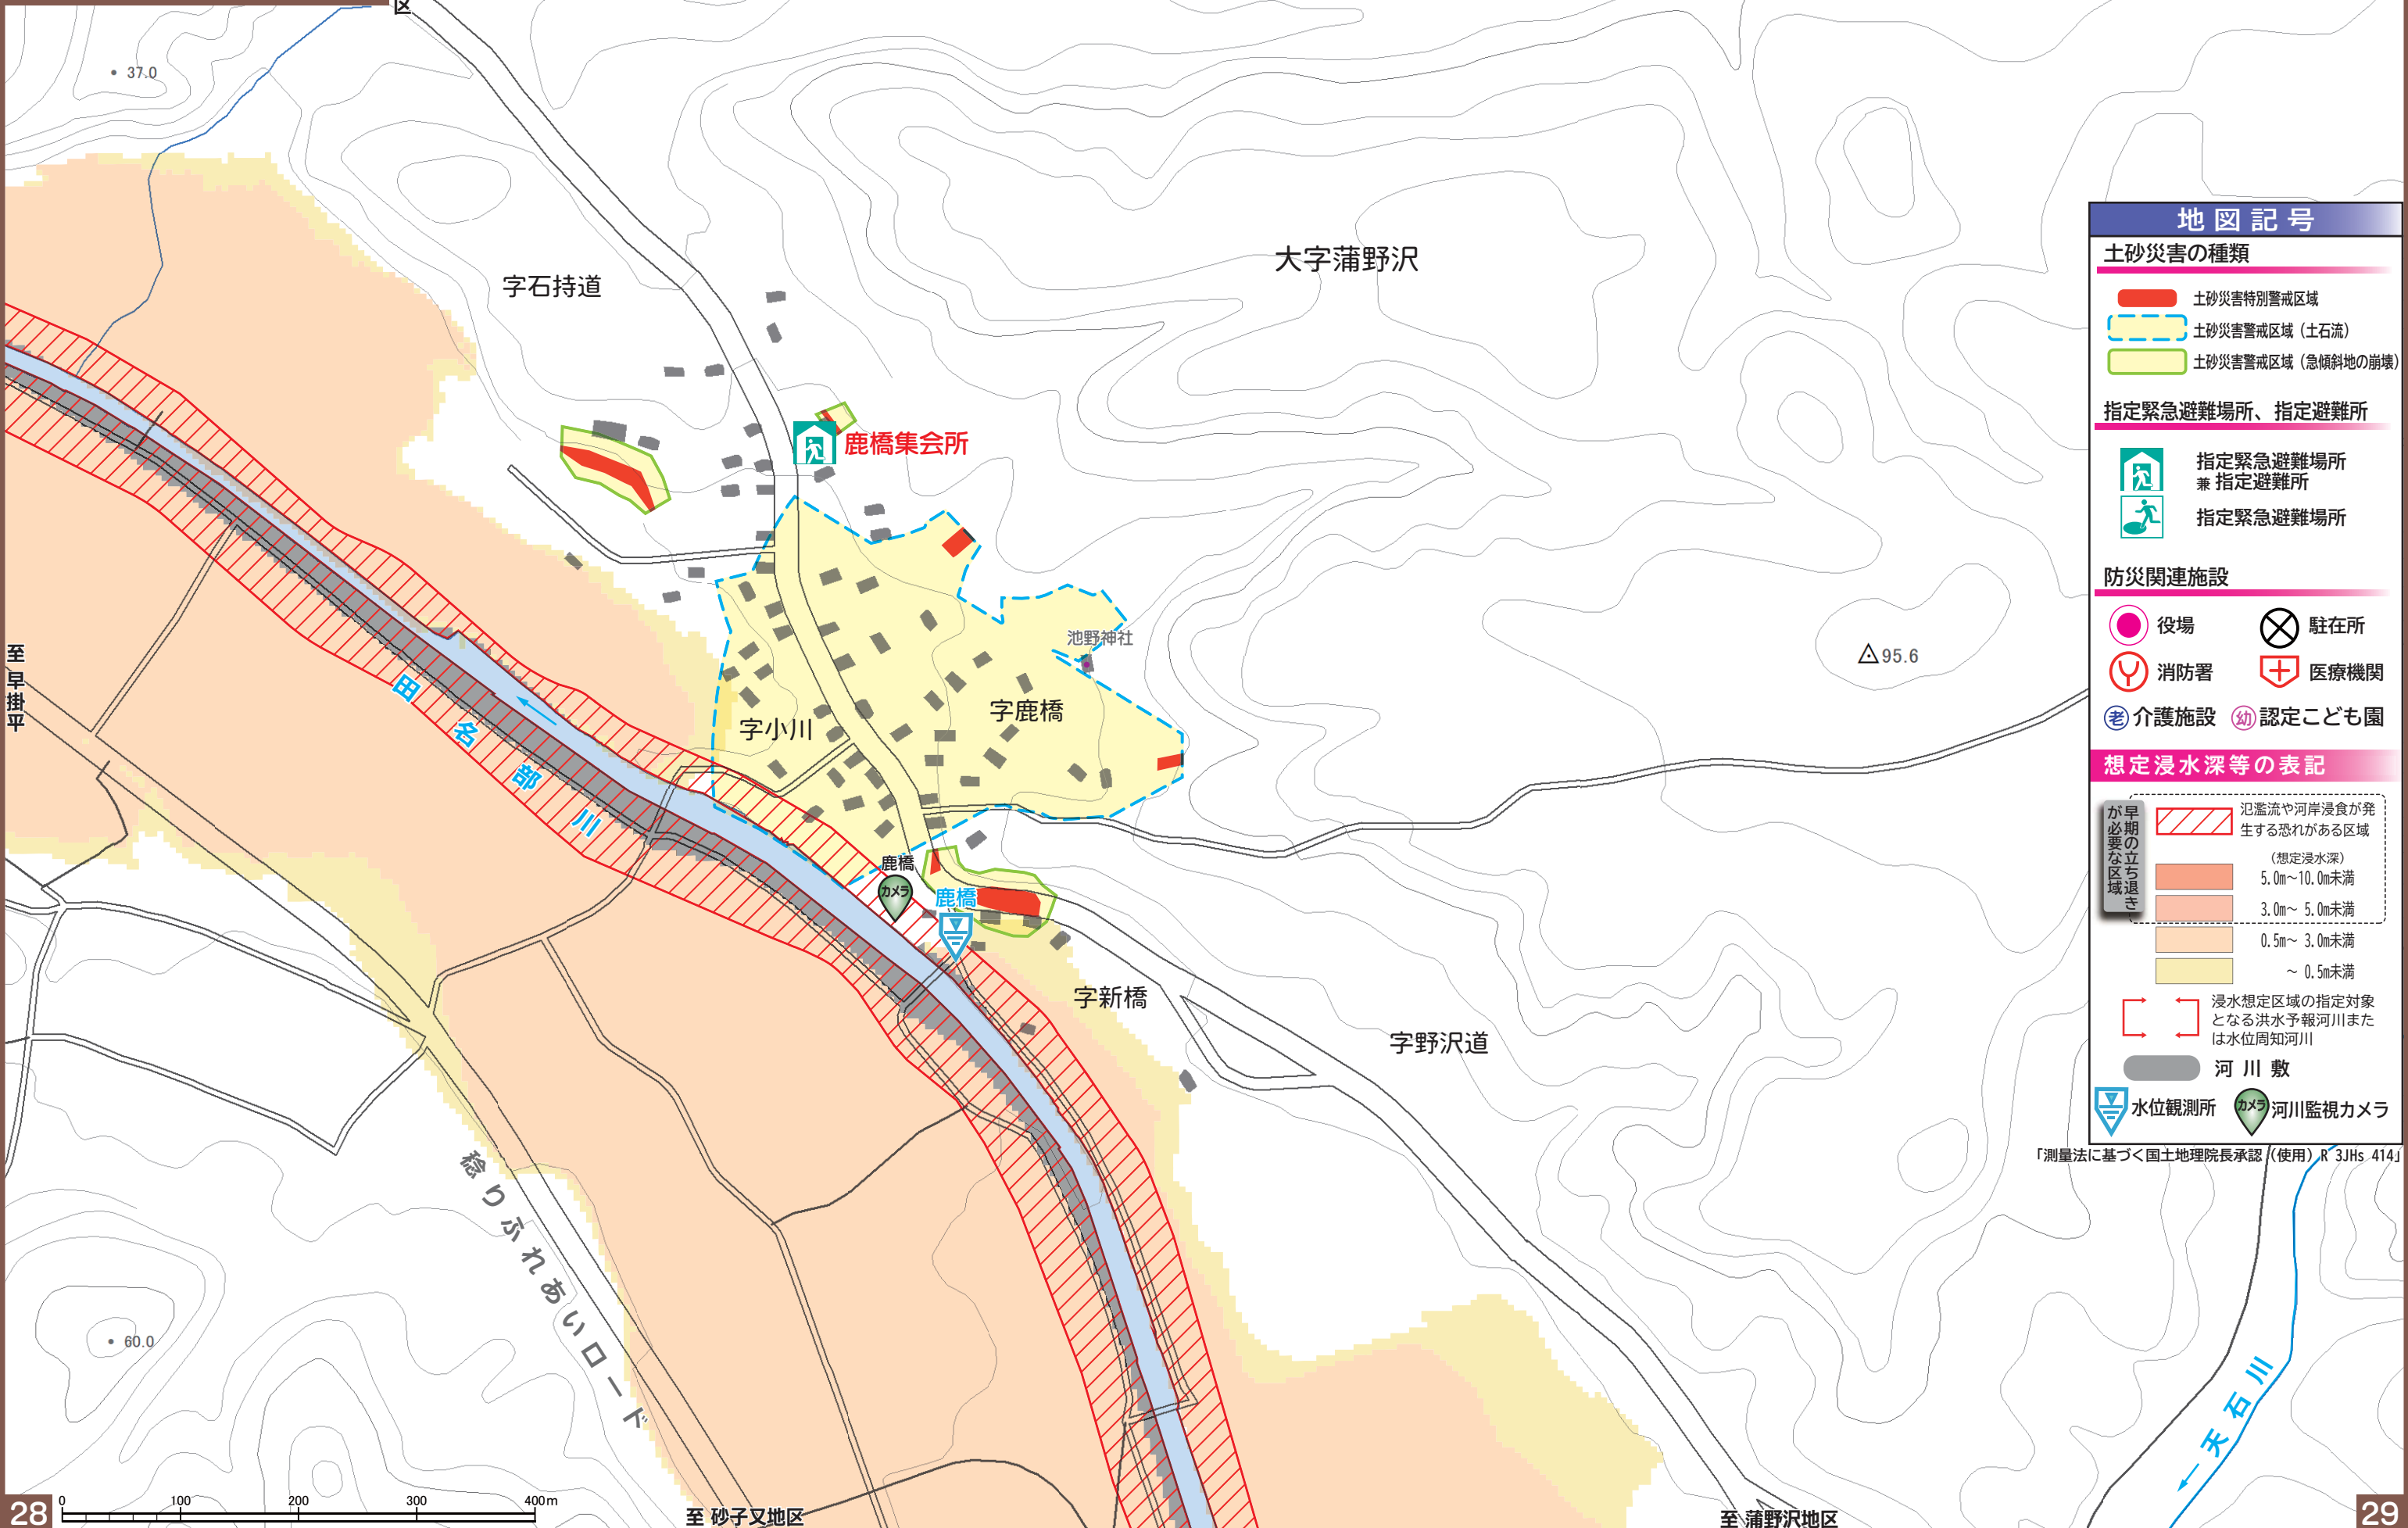 区
37.0
大字蒲野沢
字石持道
鹿橋集会所
池野神社
95.6
至 早掛平
字鹿橋
字小川
田名部川
鹿橋
カメラ
鹿橋
字新橋
字野沢道
稔りふれあいロード
60.0
天石川
28
0 100 200 300 400m
至 砂子又地区
至 蒲野沢地区
29
地図記号
土砂災害の種類
土砂災害特別警戒区域
土砂災害警戒区域（土石流）
土砂災害警戒区域（急傾斜地の崩壊）
指定緊急避難場所、指定避難所
指定緊急避難場所
兼 指定避難所
指定緊急避難場所
防災関連施設
役場 駐在所
消防署 医療機関
老 介護施設 幼 認定こども園
想定浸水深等の表記
早期の立ち退き
が必要な区域
氾濫流や河岸浸食が発
生する恐れがある区域
（想定浸水深）
5.0m～10.0m未満
3.0m～ 5.0m未満
0.5m～ 3.0m未満
～ 0.5m未満
浸水想定区域の指定対象
となる洪水予報河川また
は水位周知河川
河川敷
水位観測所 カメラ 河川監視カメラ
「測量法に基づく国土地理院長承認（使用）R 3JHs 414」